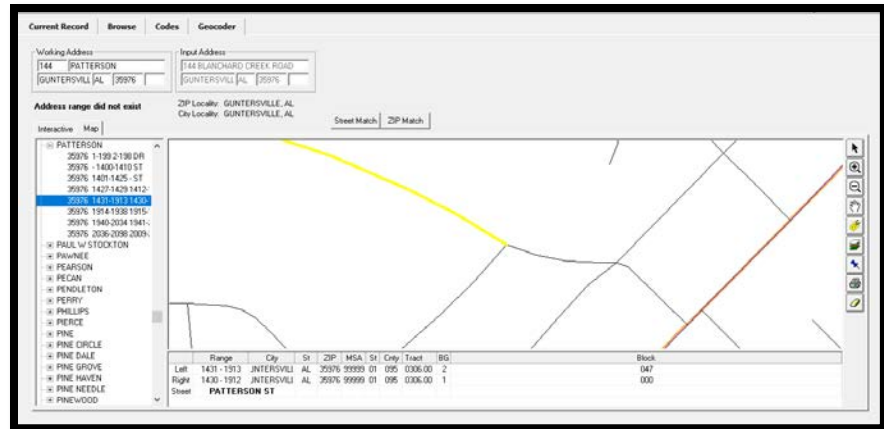 Current Record Browse Codes Geocoder
Working Address
144 PATTERSON
GUNTERSVILL AL 35976
Input Address
144 BLANCHARD CREEK ROAD
GUNTERSVILL AL 35976
Address range did not exist
ZIP Locality: GUNTERSVILLE, AL
City Locality: GUNTERSVILLE, AL
Street Match ZIP Match
Interactive Map
PATTERSON
35976 1-199 2-198 DR
35976 - 1400-1410 ST
35976 1401-1425 - ST
35976 1427-1429 1412-
35976 1431-1913 1430-
35976 1914-1938 1915-
35976 1940-2034 1941-
35976 2036-2098 2009-
PAUL W STOCKTON
PAWNEE
PEARSON
PECAN
PENDLETON
PERRY
PHILLIPS
PIERCE
PINE
PINE CIRCLE
PINE DALE
PINE GROVE
PINE HAVEN
PINE NEEDLE
PINEWOOD
Range City St ZIP MSA St Cnty Tract BG Block
Left 1431 - 1913 JNTERSVILI AL 35976 99999 01 095 0306.00 2 047
Right 1430 - 1912 JNTERSVILI AL 35976 99999 01 095 0306.00 1 000
Street PATTERSON ST